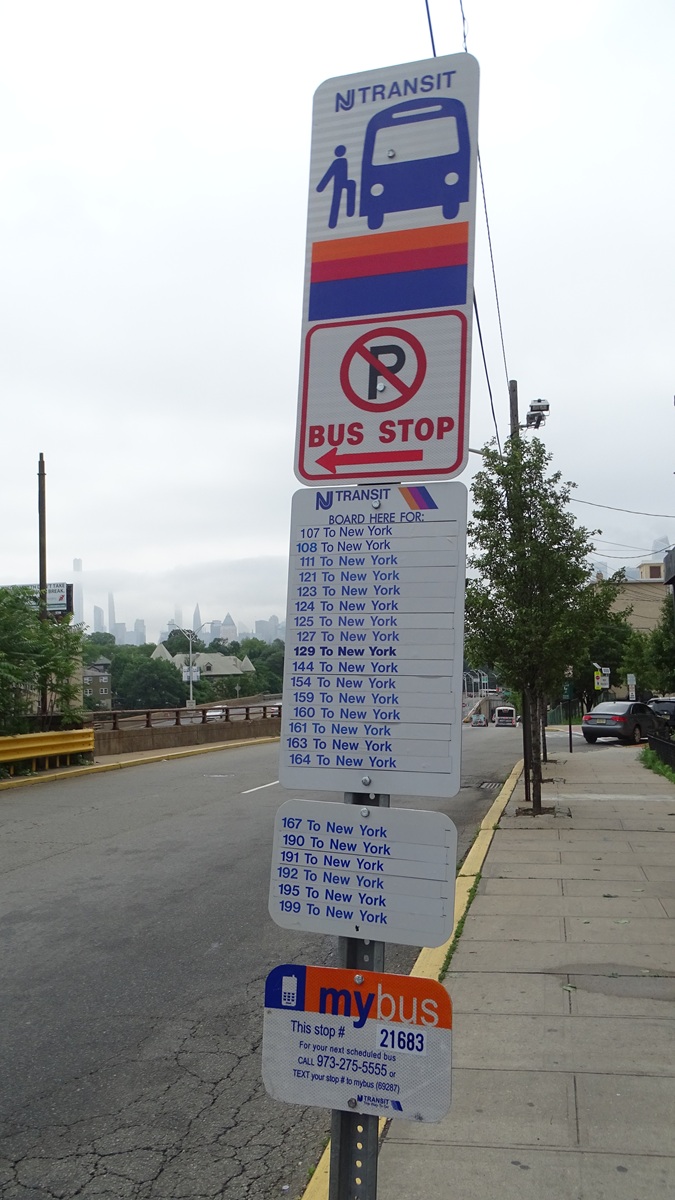 NJ TRANSIT
P
BUS STOP
NJ TRANSIT
BOARD HERE FOR:
107 To New York
108 To New York
111 To New York
121 To New York
123 To New York
124 To New York
125 To New York
127 To New York
129 To New York
144 To New York
154 To New York
159 To New York
160 To New York
161 To New York
163 To New York
164 To New York
167 To New York
190 To New York
191 To New York
192 To New York
195 To New York
199 To New York
mybus
This stop # 21683
For your next scheduled bus
CALL 973-275-5555 or
TEXT your stop # to mybus (69287)
NJ TRANSIT
The Way To Go